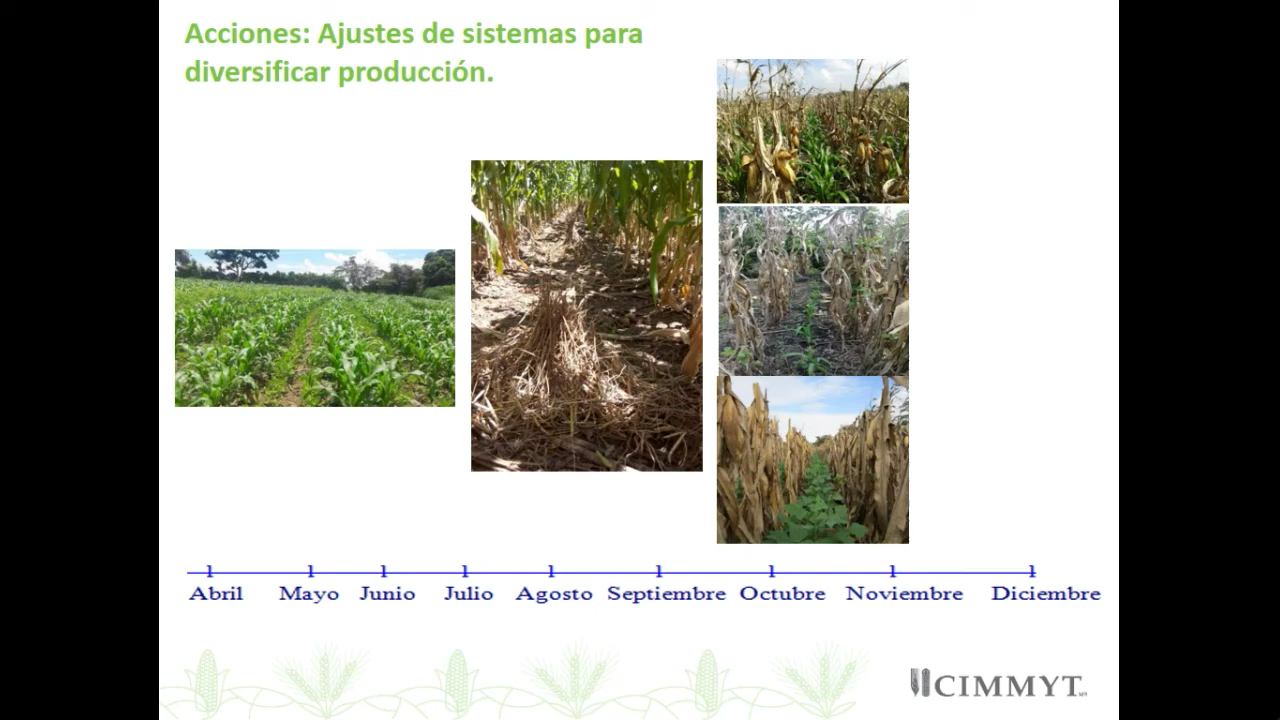 Acciones: Ajustes de sistemas para
diversificar producción.
Abril Mayo Junio Julio Agosto Septiembre Octubre Noviembre Diciembre
CIMMYT